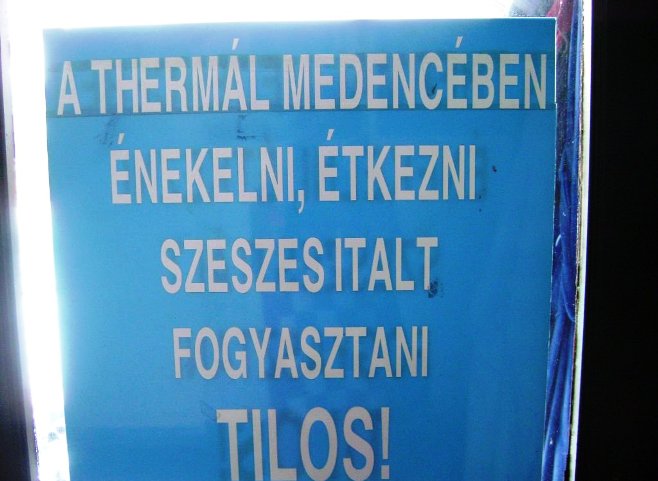 A THERMÁL MEDENCÉBEN
ÉNEKELNI, ÉTKEZNI
SZESZES ITALT
FOGYASZTANI
TILOS!